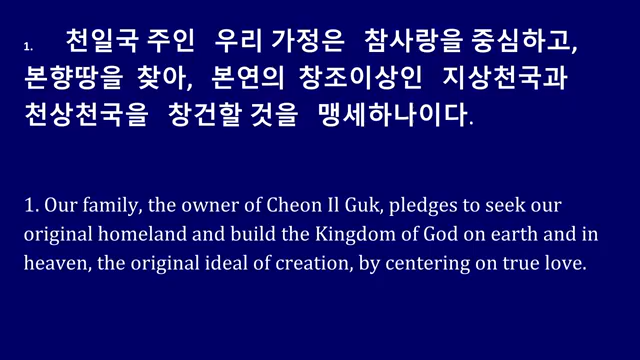 1. 천일국 주인 우리 가정은 참사랑을 중심하고,
본향땅을 찾아, 본연의 창조이상인 지상천국과
천상천국을 창건할 것을 맹세하나이다.
1. Our family, the owner of Cheon Il Guk, pledges to seek our
original homeland and build the Kingdom of God on earth and in
heaven, the original ideal of creation, by centering on true love.